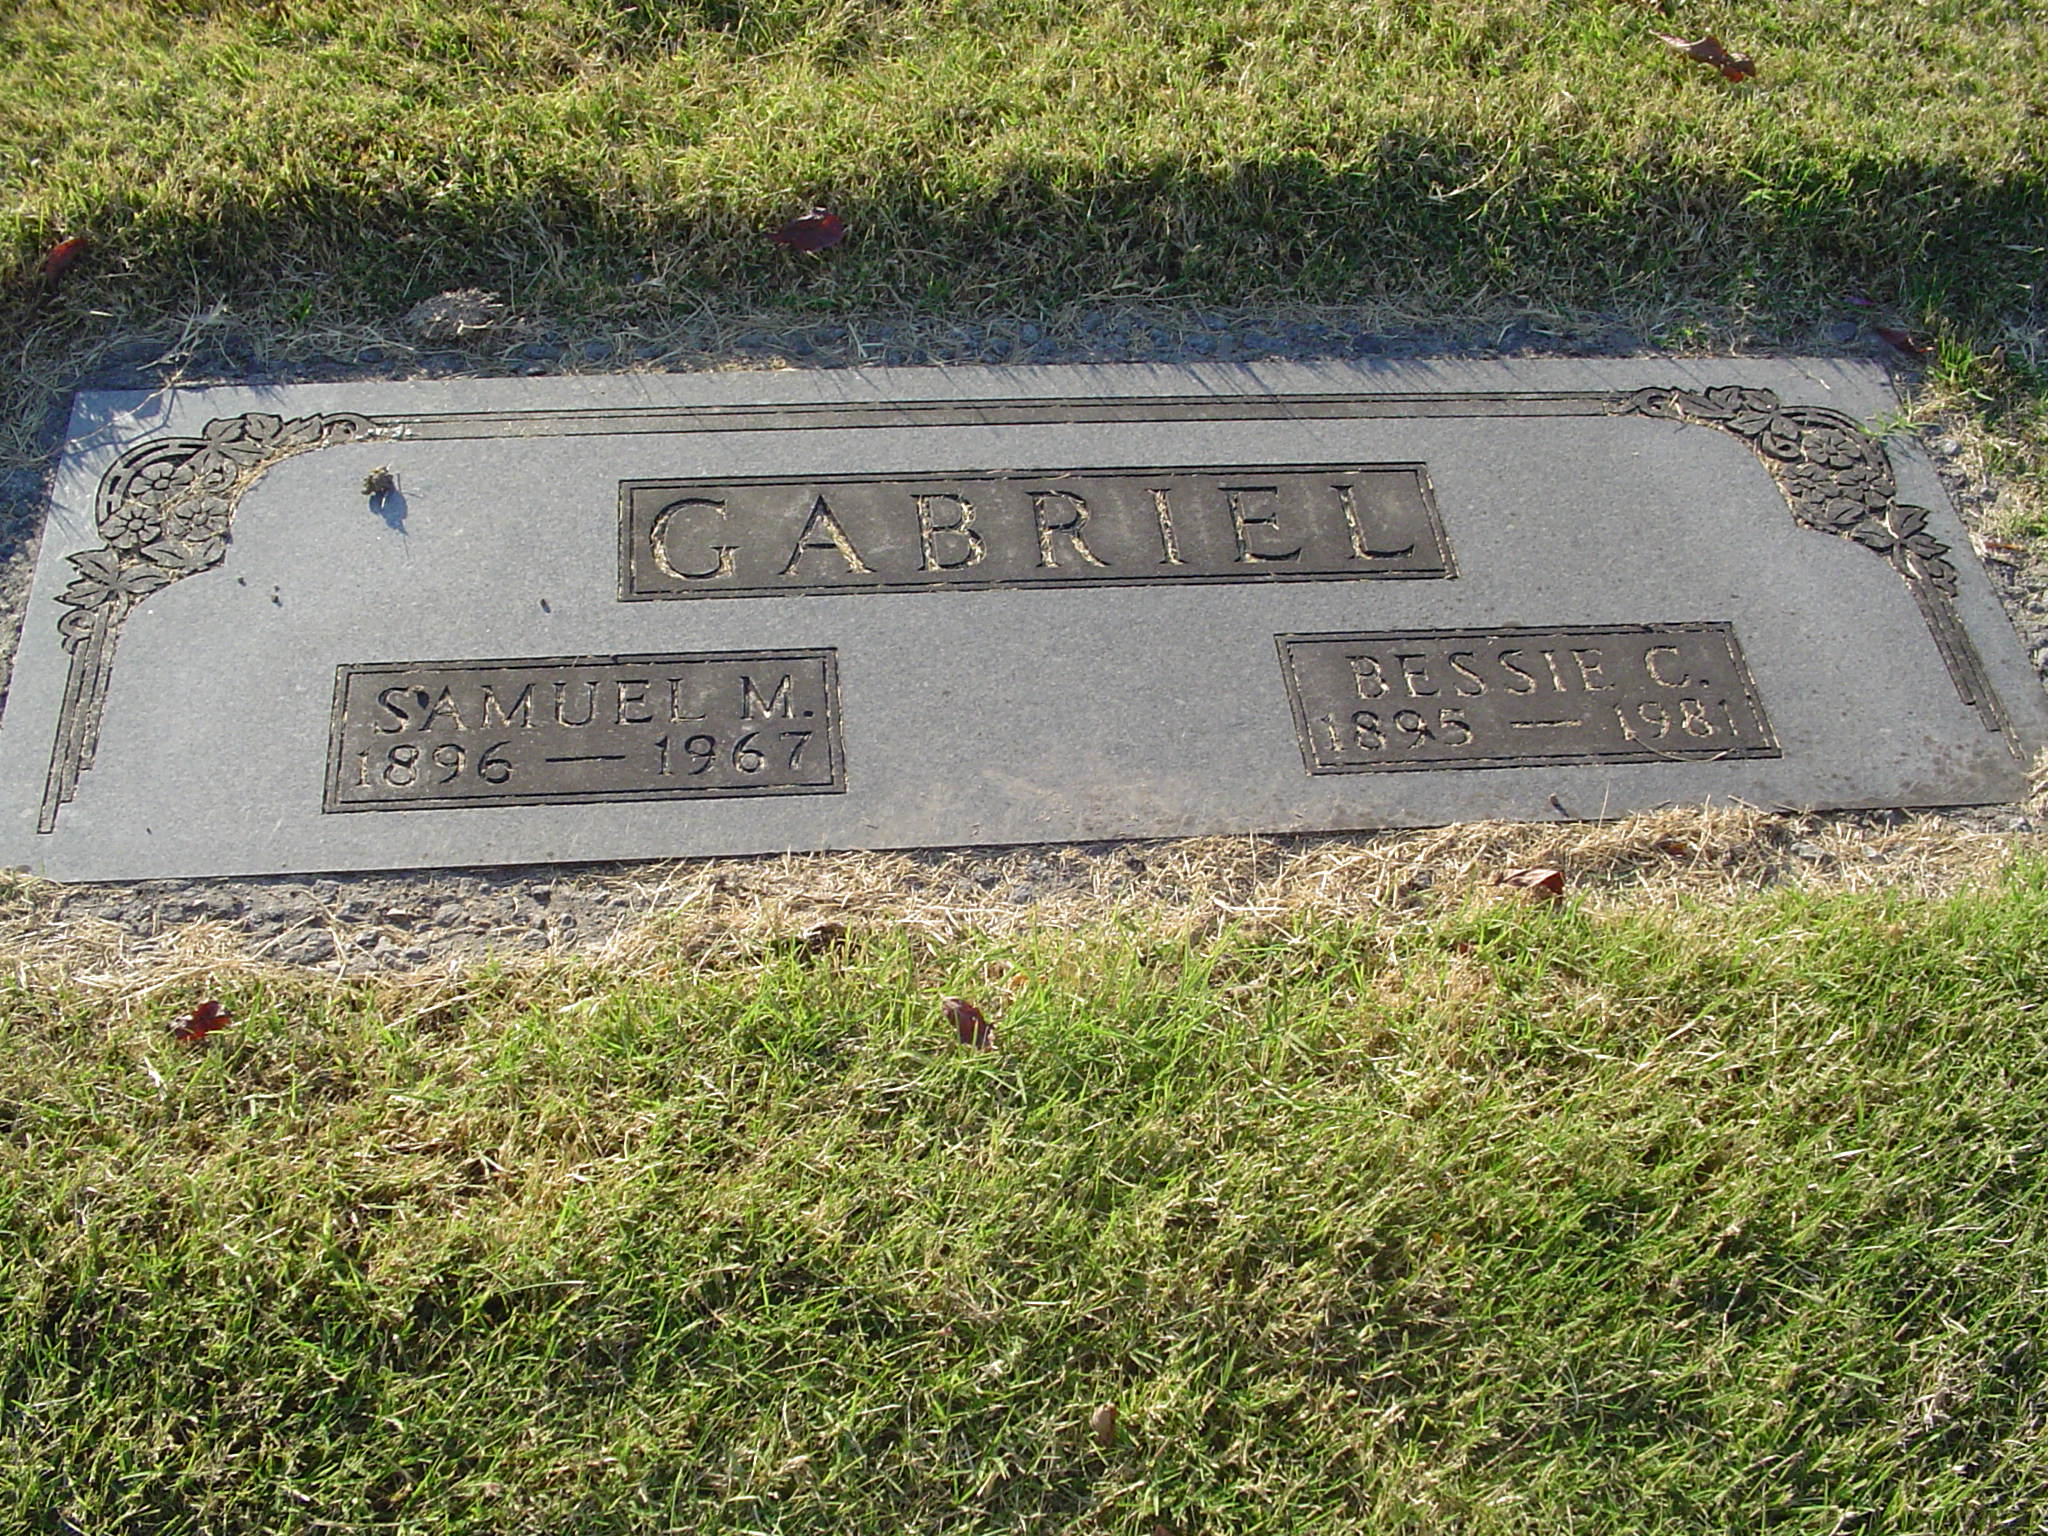 GABRIEL
SAMUEL M.
1896 — 1967
BESSIE C.
1895 — 1981